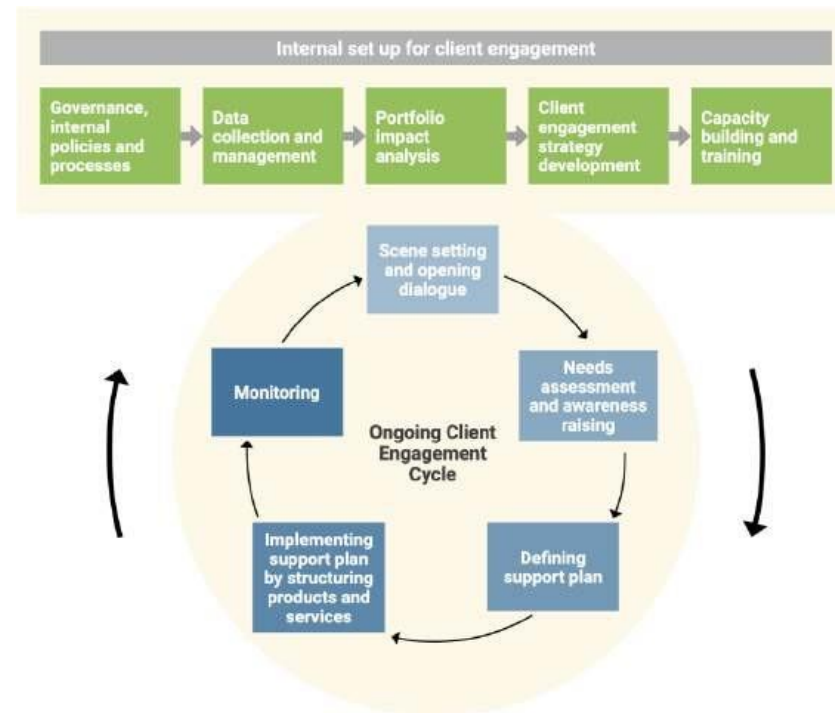 Internal set up for client engagement
Governance,
internal
policies and
processes
Data
collection and
management
Portfolio
impact
analysis
Client
engagement
strategy
development
Capacity
building and
training
Scene setting
and opening
dialogue
Needs
assessment
and awareness
raising
Defining
support plan
Implementing
support plan
by structuring
products and
services
Monitoring
Ongoing Client
Engagement
Cycle